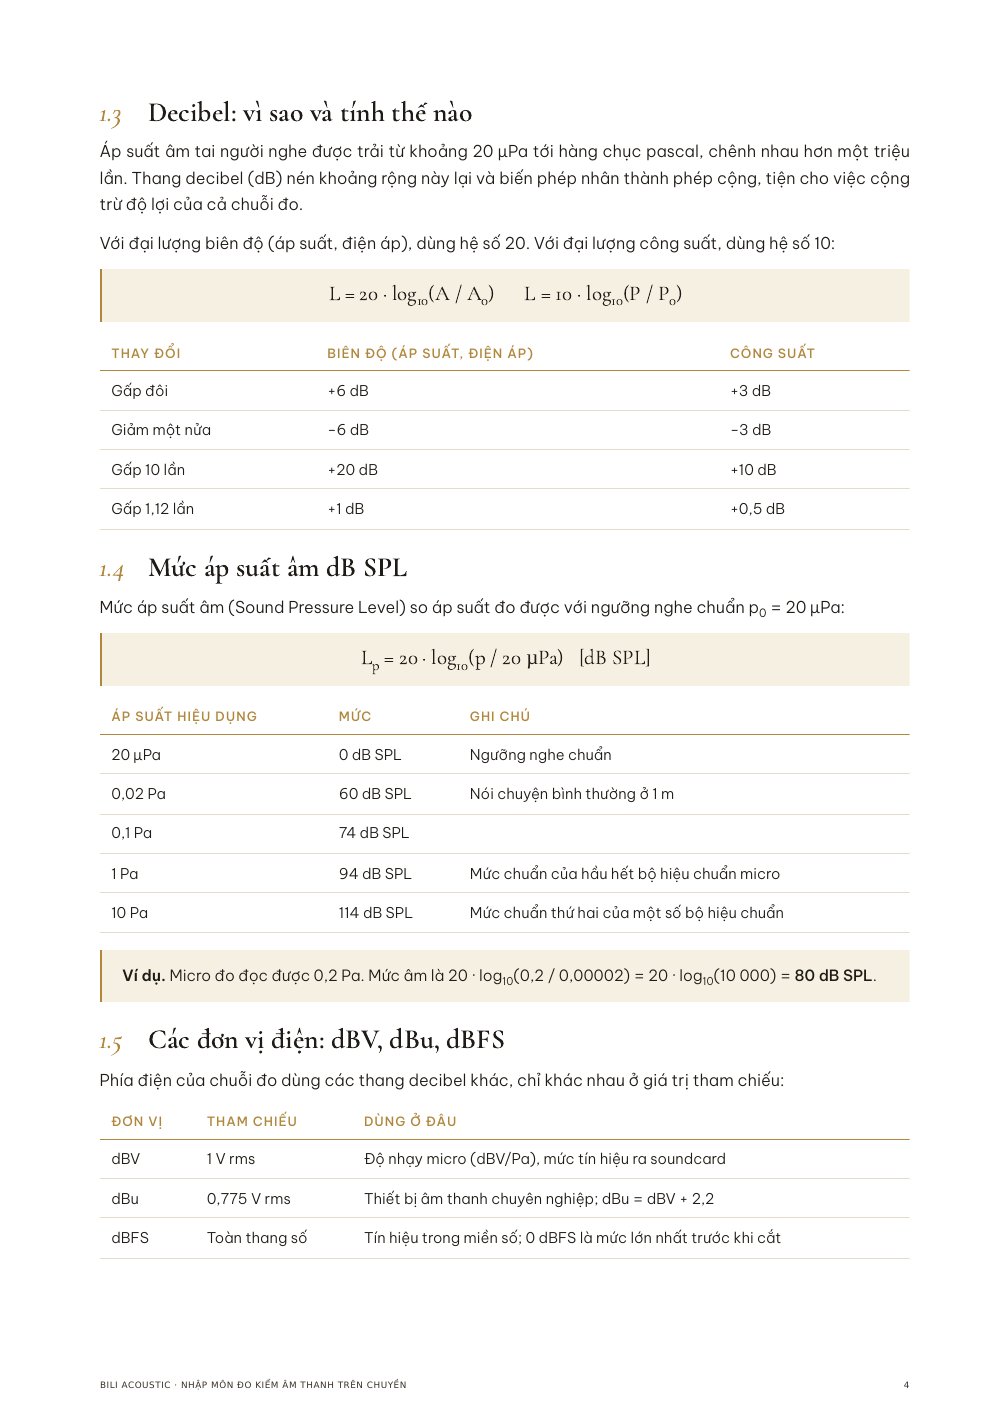 1.3 Decibel: vì sao và tính thế nào
Áp suất âm tai người nghe được trải từ khoảng 20 µPa tới hàng chục pascal, chênh nhau hơn một triệu
lần. Thang decibel (dB) nén khoảng rộng này lại và biến phép nhân thành phép cộng, tiện cho việc cộng
trừ độ lợi của cả chuỗi đo.
Với đại lượng biên độ (áp suất, điện áp), dùng hệ số 20. Với đại lượng công suất, dùng hệ số 10:
L = 20 · log₁₀(A / A₀) L = 10 · log₁₀(P / P₀)
THAY ĐỔI BIÊN ĐỘ (ÁP SUẤT, ĐIỆN ÁP) CÔNG SUẤT
Gấp đôi +6 dB +3 dB
Giảm một nửa −6 dB −3 dB
Gấp 10 lần +20 dB +10 dB
Gấp 1,12 lần +1 dB +0,5 dB
1.4 Mức áp suất âm dB SPL
Mức áp suất âm (Sound Pressure Level) so áp suất đo được với ngưỡng nghe chuẩn p₀ = 20 µPa:
Lₚ = 20 · log₁₀(p / 20 µPa) [dB SPL]
ÁP SUẤT HIỆU DỤNG MỨC GHI CHÚ
20 µPa 0 dB SPL Ngưỡng nghe chuẩn
0,02 Pa 60 dB SPL Nói chuyện bình thường ở 1 m
0,1 Pa 74 dB SPL
1 Pa 94 dB SPL Mức chuẩn của hầu hết bộ hiệu chuẩn micro
10 Pa 114 dB SPL Mức chuẩn thứ hai của một số bộ hiệu chuẩn
Ví dụ. Micro đo đọc được 0,2 Pa. Mức âm là 20 · log₁₀(0,2 / 0,00002) = 20 · log₁₀(10 000) = 80 dB SPL.
1.5 Các đơn vị điện: dBV, dBu, dBFS
Phía điện của chuỗi đo dùng các thang decibel khác, chỉ khác nhau ở giá trị tham chiếu:
ĐƠN VỊ THAM CHIẾU DÙNG Ở ĐÂU
dBV 1 V rms Độ nhạy micro (dBV/Pa), mức tín hiệu ra soundcard
dBu 0,775 V rms Thiết bị âm thanh chuyên nghiệp; dBu = dBV + 2,2
dBFS Toàn thang số Tín hiệu trong miền số; 0 dBFS là mức lớn nhất trước khi cắt
BILI ACOUSTIC · NHẬP MÔN ĐO KIỂM ÂM THANH TRÊN CHUYỀN 4